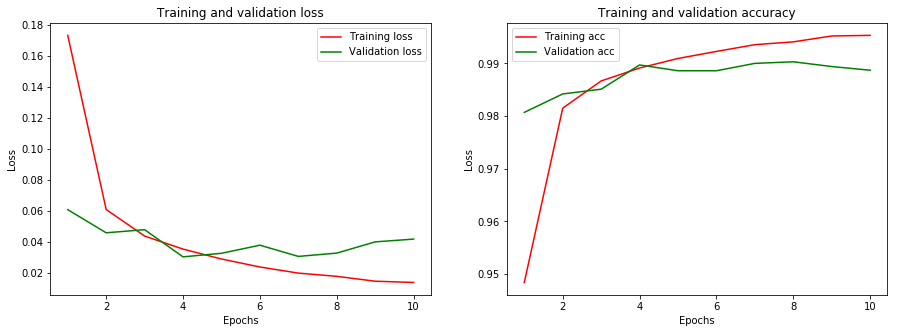 Training and validation loss
0.18
0.16
0.14
0.12
0.10
0.08
0.06
0.04
0.02
Loss
Training loss
Validation loss
2
4
6
8
10
Epochs
Training and validation accuracy
0.99
0.98
0.97
0.96
0.95
Loss
Training acc
Validation acc
2
4
6
8
10
Epochs